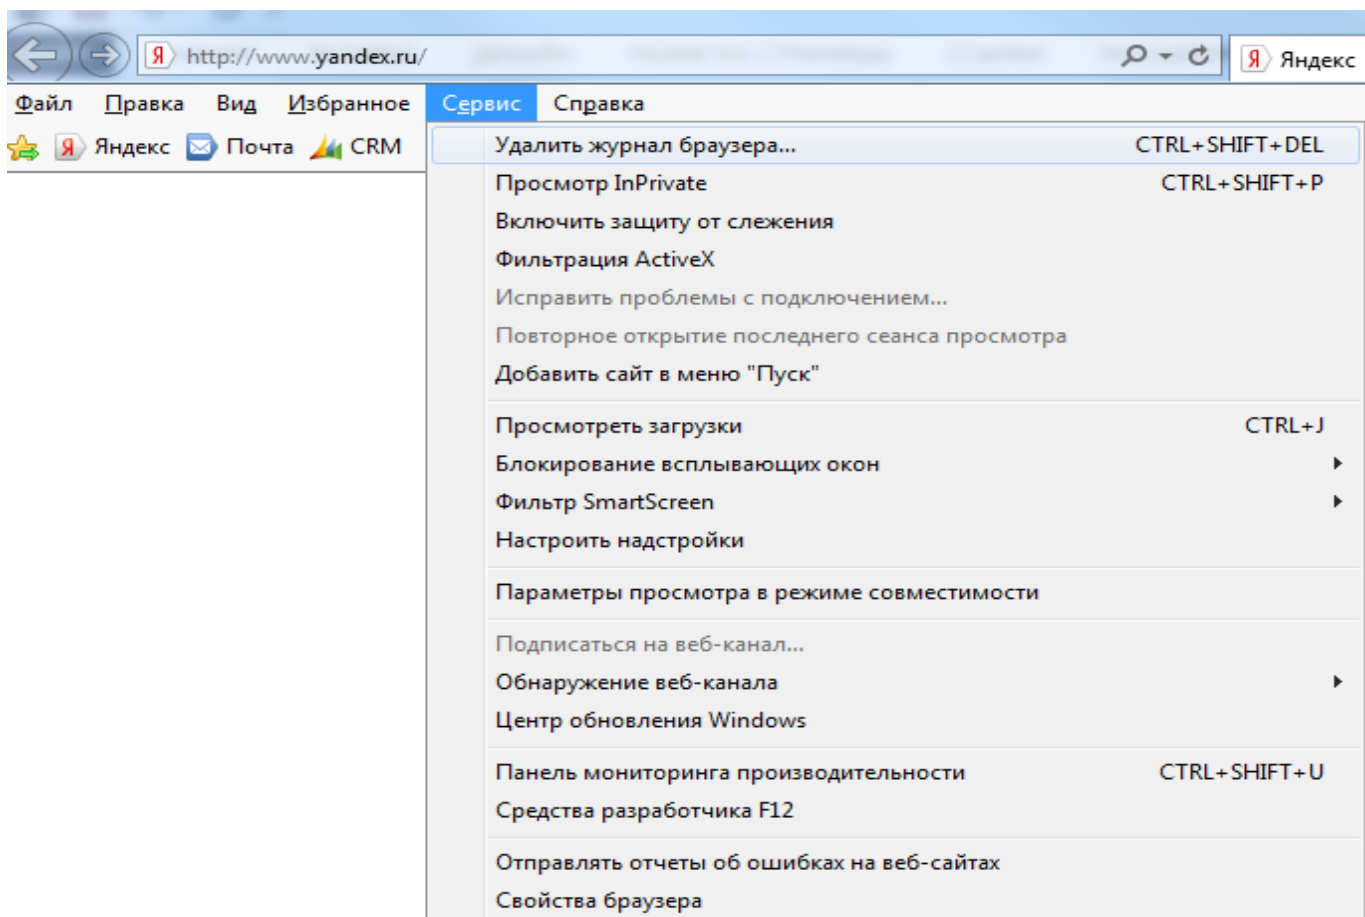 Я http://www.yandex.ru/ Я Яндекс
Файл Правка Вид Избранное Сервис Справка
Я Яндекс Почта CRM
Удалить журнал браузера... CTRL+SHIFT+DEL
Просмотр InPrivate CTRL+SHIFT+P
Включить защиту от слежения
Фильтрация ActiveX
Исправить проблемы с подключением...
Повторное открытие последнего сеанса просмотра
Добавить сайт в меню "Пуск"
Просмотреть загрузки CTRL+J
Блокирование всплывающих окон
Фильтр SmartScreen
Настроить надстройки
Параметры просмотра в режиме совместимости
Подписаться на веб-канал...
Обнаружение веб-канала
Центр обновления Windows
Панель мониторинга производительности CTRL+SHIFT+U
Средства разработчика F12
Отправлять отчеты об ошибках на веб-сайтах
Свойства браузера